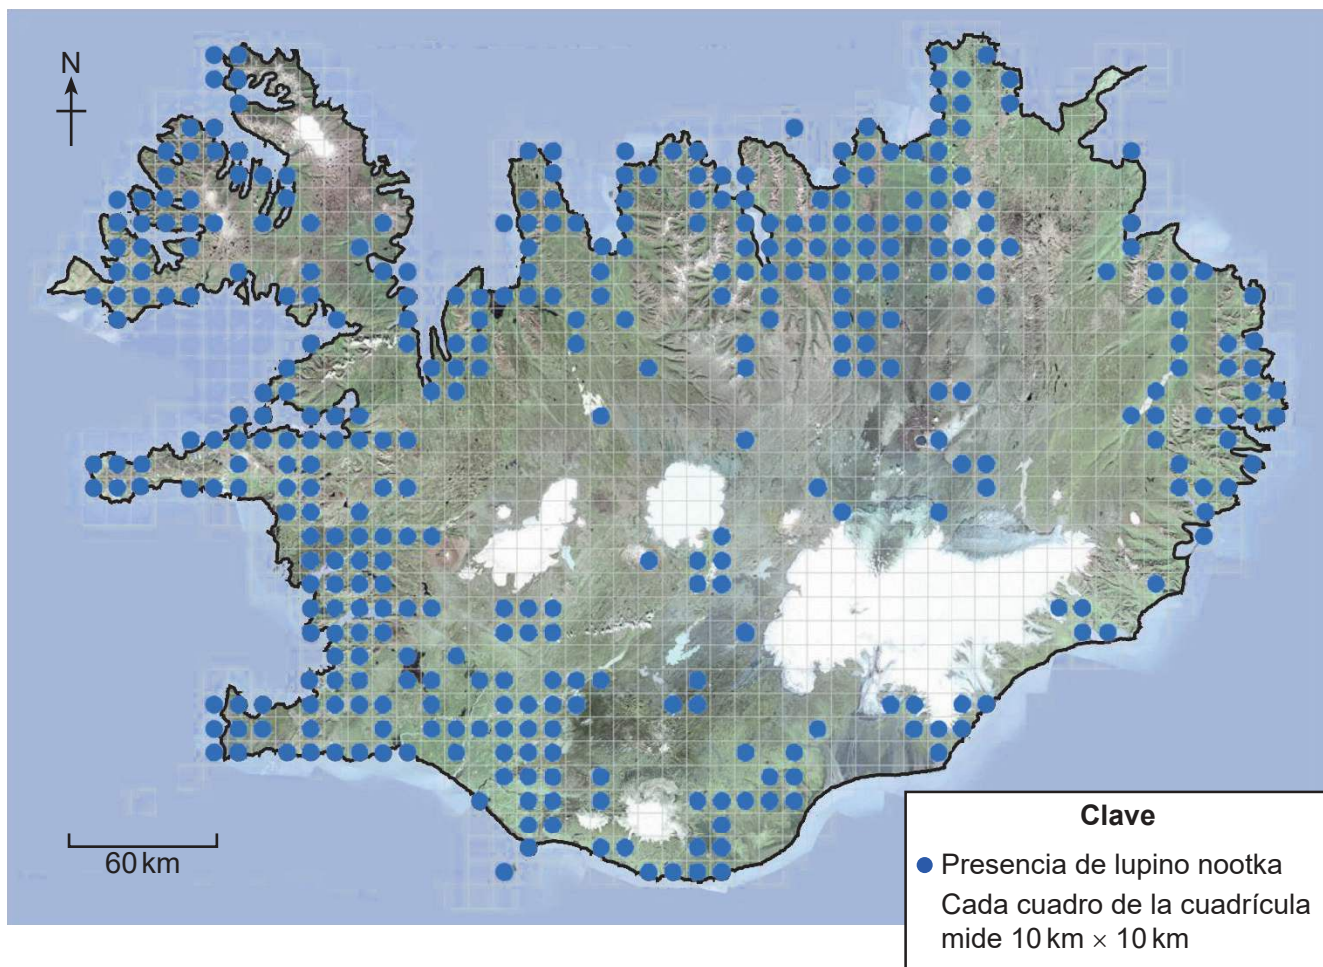 N
60 km
Clave
Presencia de lupino nootka
Cada cuadro de la cuadrícula
mide 10 km × 10 km